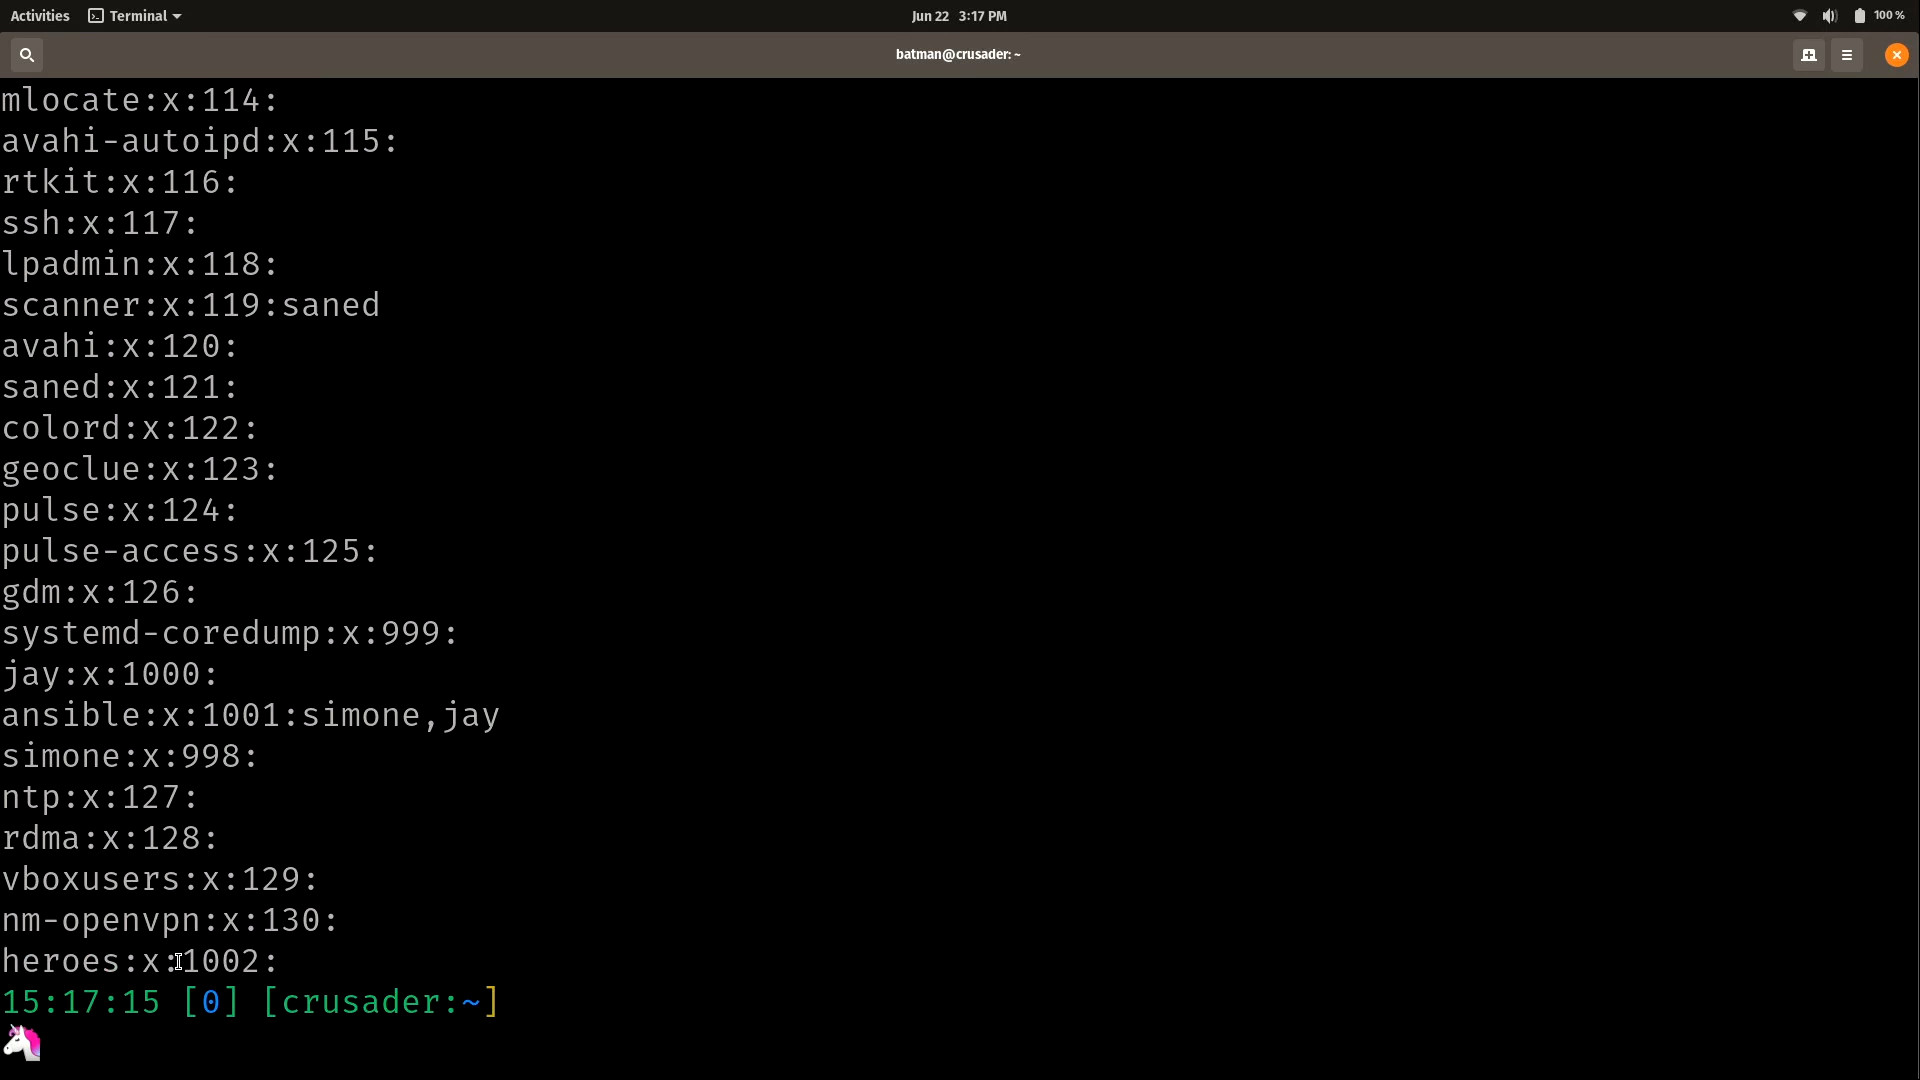 Activities Terminal Jun 22 3:17 PM 100 %
batman@crusader: ~
mlocate:x:114:
avahi-autoipd:x:115:
rtkit:x:116:
ssh:x:117:
lpadmin:x:118:
scanner:x:119:saned
avahi:x:120:
saned:x:121:
colord:x:122:
geoclue:x:123:
pulse:x:124:
pulse-access:x:125:
gdm:x:126:
systemd-coredump:x:999:
jay:x:1000:
ansible:x:1001:simone,jay
simone:x:998:
ntp:x:127:
rdma:x:128:
vboxusers:x:129:
nm-openvpn:x:130:
heroes:x:1002:
15:17:15 [0] [crusader:~]